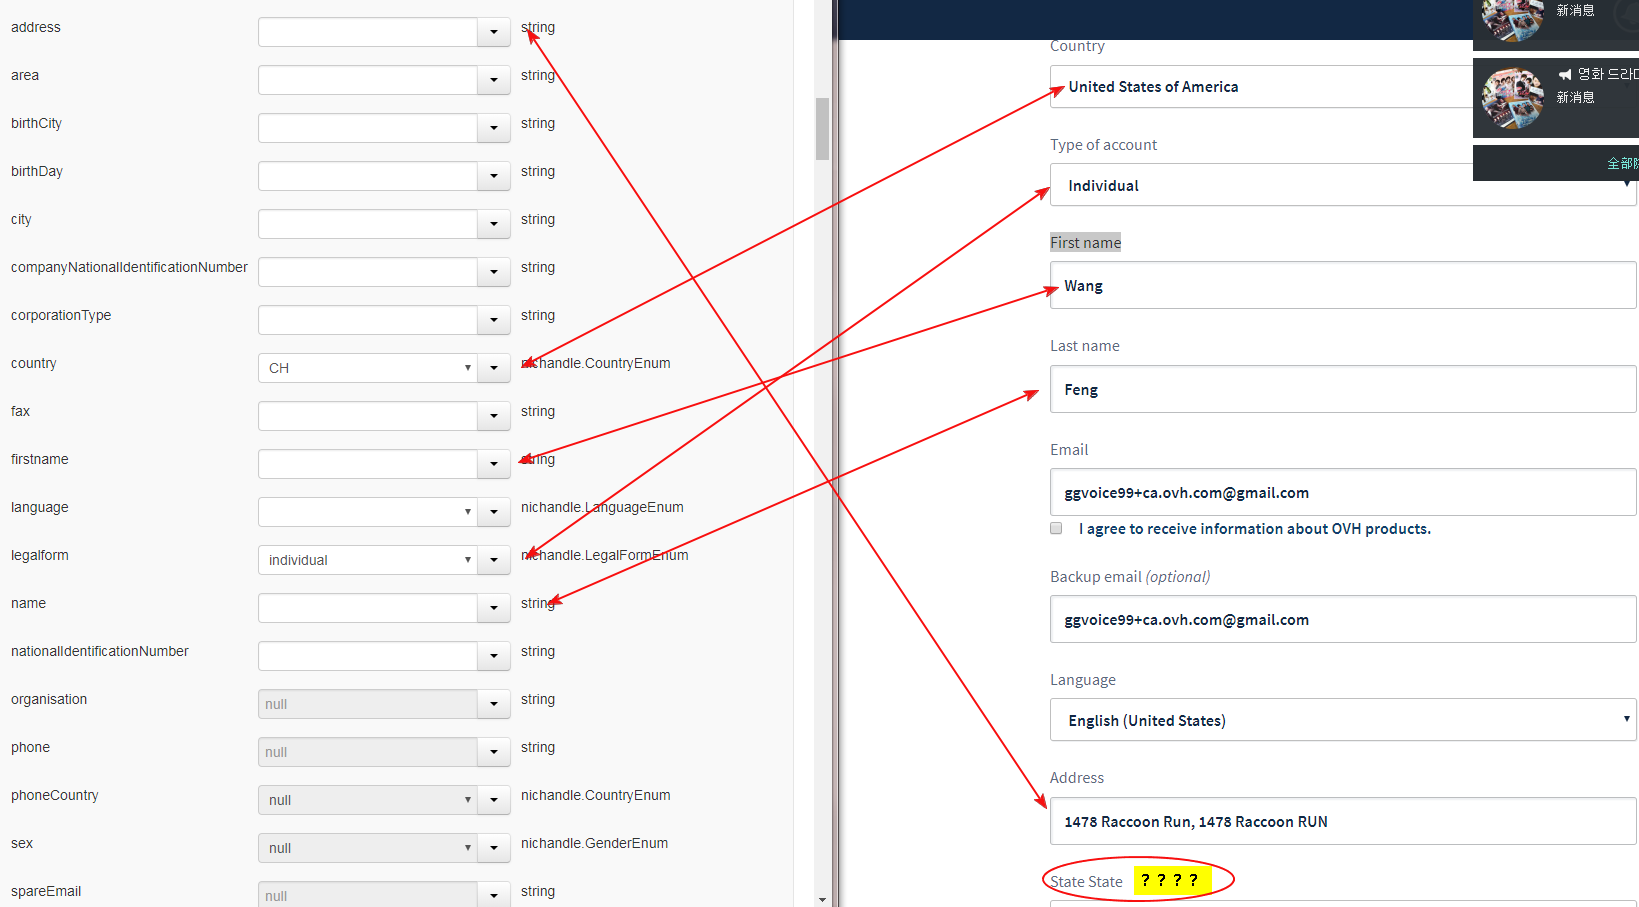 address string
area string
birthCity string
birthDay string
city string
companyNationalIdentificationNumber string
corporationType string
country CH nichandle.CountryEnum
fax string
firstname string
language nichandle.LanguageEnum
legalform individual nichandle.LegalFormEnum
name string
nationalIdentificationNumber string
organisation null string
phone null string
phoneCountry null nichandle.CountryEnum
sex null nichandle.GenderEnum
spareEmail null string
Country
United States of America
Type of account
Individual
First name
Wang
Last name
Feng
Email
ggvoice99+ca.ovh.com@gmail.com
I agree to receive information about OVH products.
Backup email (optional)
ggvoice99+ca.ovh.com@gmail.com
Language
English (United States)
Address
1478 Raccoon Run, 1478 Raccoon RUN
State State ? ? ? ?
新消息
영화 드라
新消息
全部